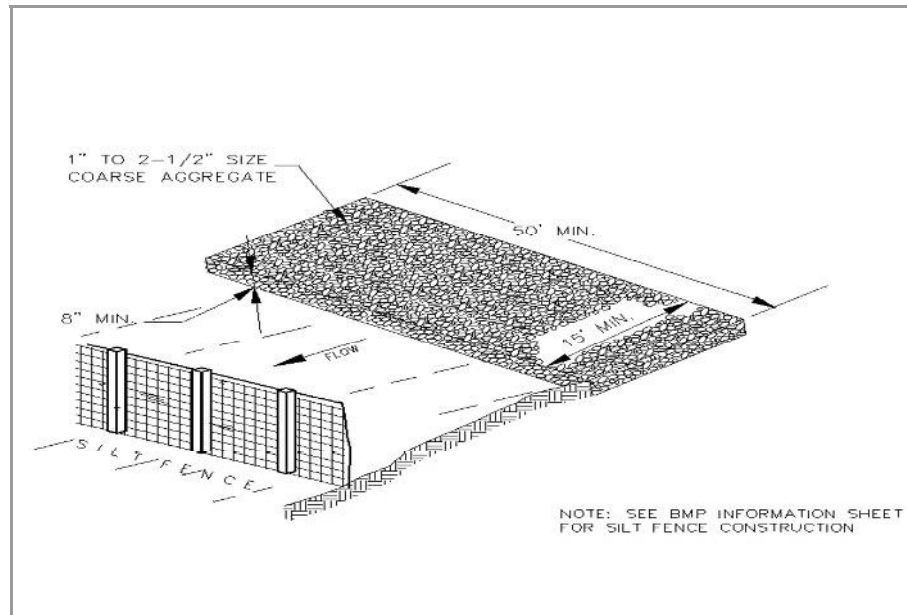 1" TO 2-1/2" SIZE
COARSE AGGREGATE
50' MIN.
8" MIN.
15' MIN.
FLOW
SILT FENCE
NOTE: SEE BMP INFORMATION SHEET
FOR SILT FENCE CONSTRUCTION